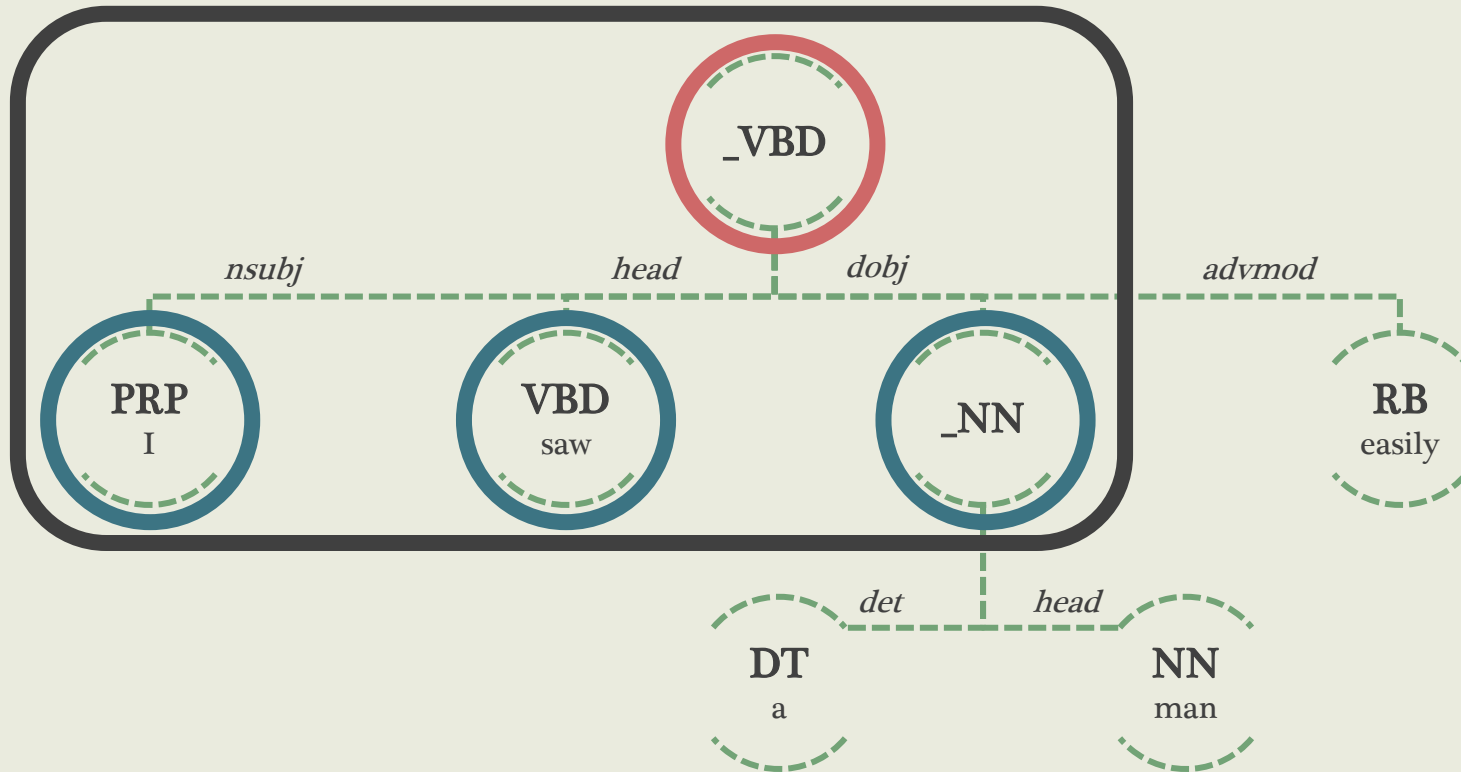 _VBD
nsubj head dobj advmod
PRP VBD _NN RB
I saw easily
det head
DT NN
a man